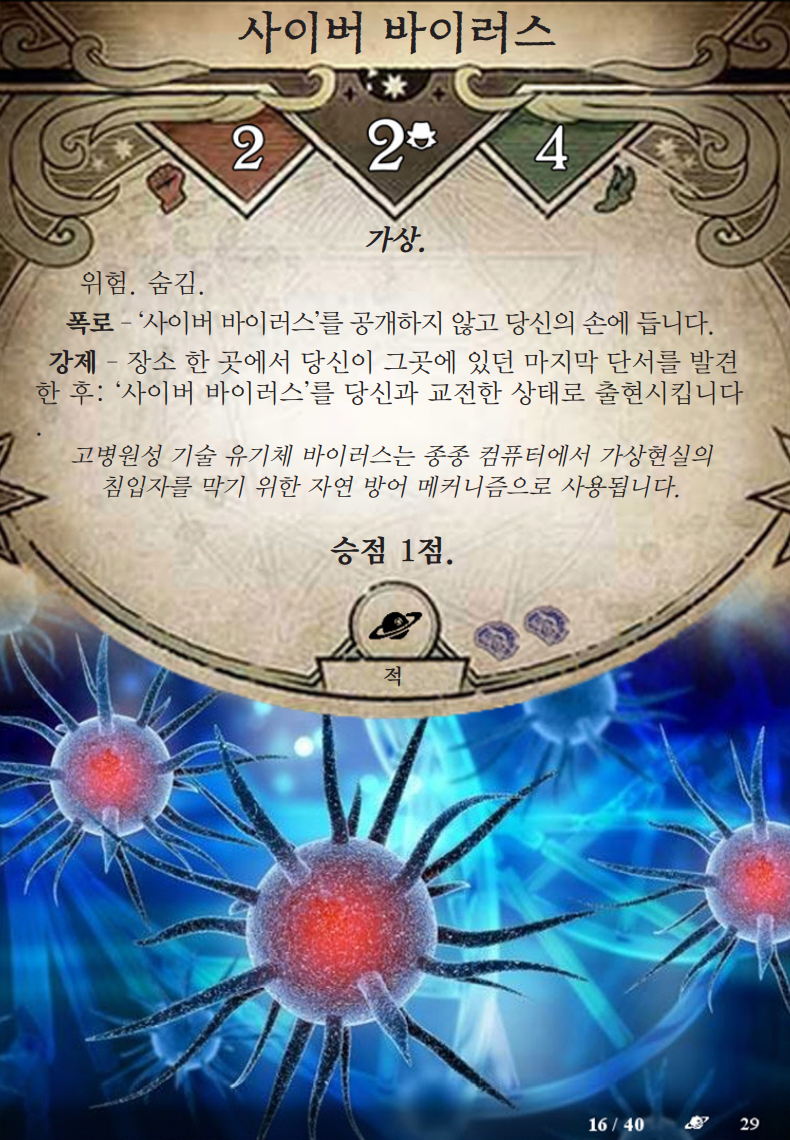 사이버 바이러스
2 2 4
가상.
위험. 숨김.
폭로 – ‘사이버 바이러스’를 공개하지 않고 당신의 손에 듭니다.
강제 – 장소 한 곳에서 당신이 그곳에 있던 마지막 단서를 발견
한 후: ‘사이버 바이러스’를 당신과 교전한 상태로 출현시킵니다
.
고병원성 기술 유기체 바이러스는 종종 컴퓨터에서 가상현실의
침입자를 막기 위한 자연 방어 메커니즘으로 사용됩니다.
승점 1점.
적
16 / 40 29